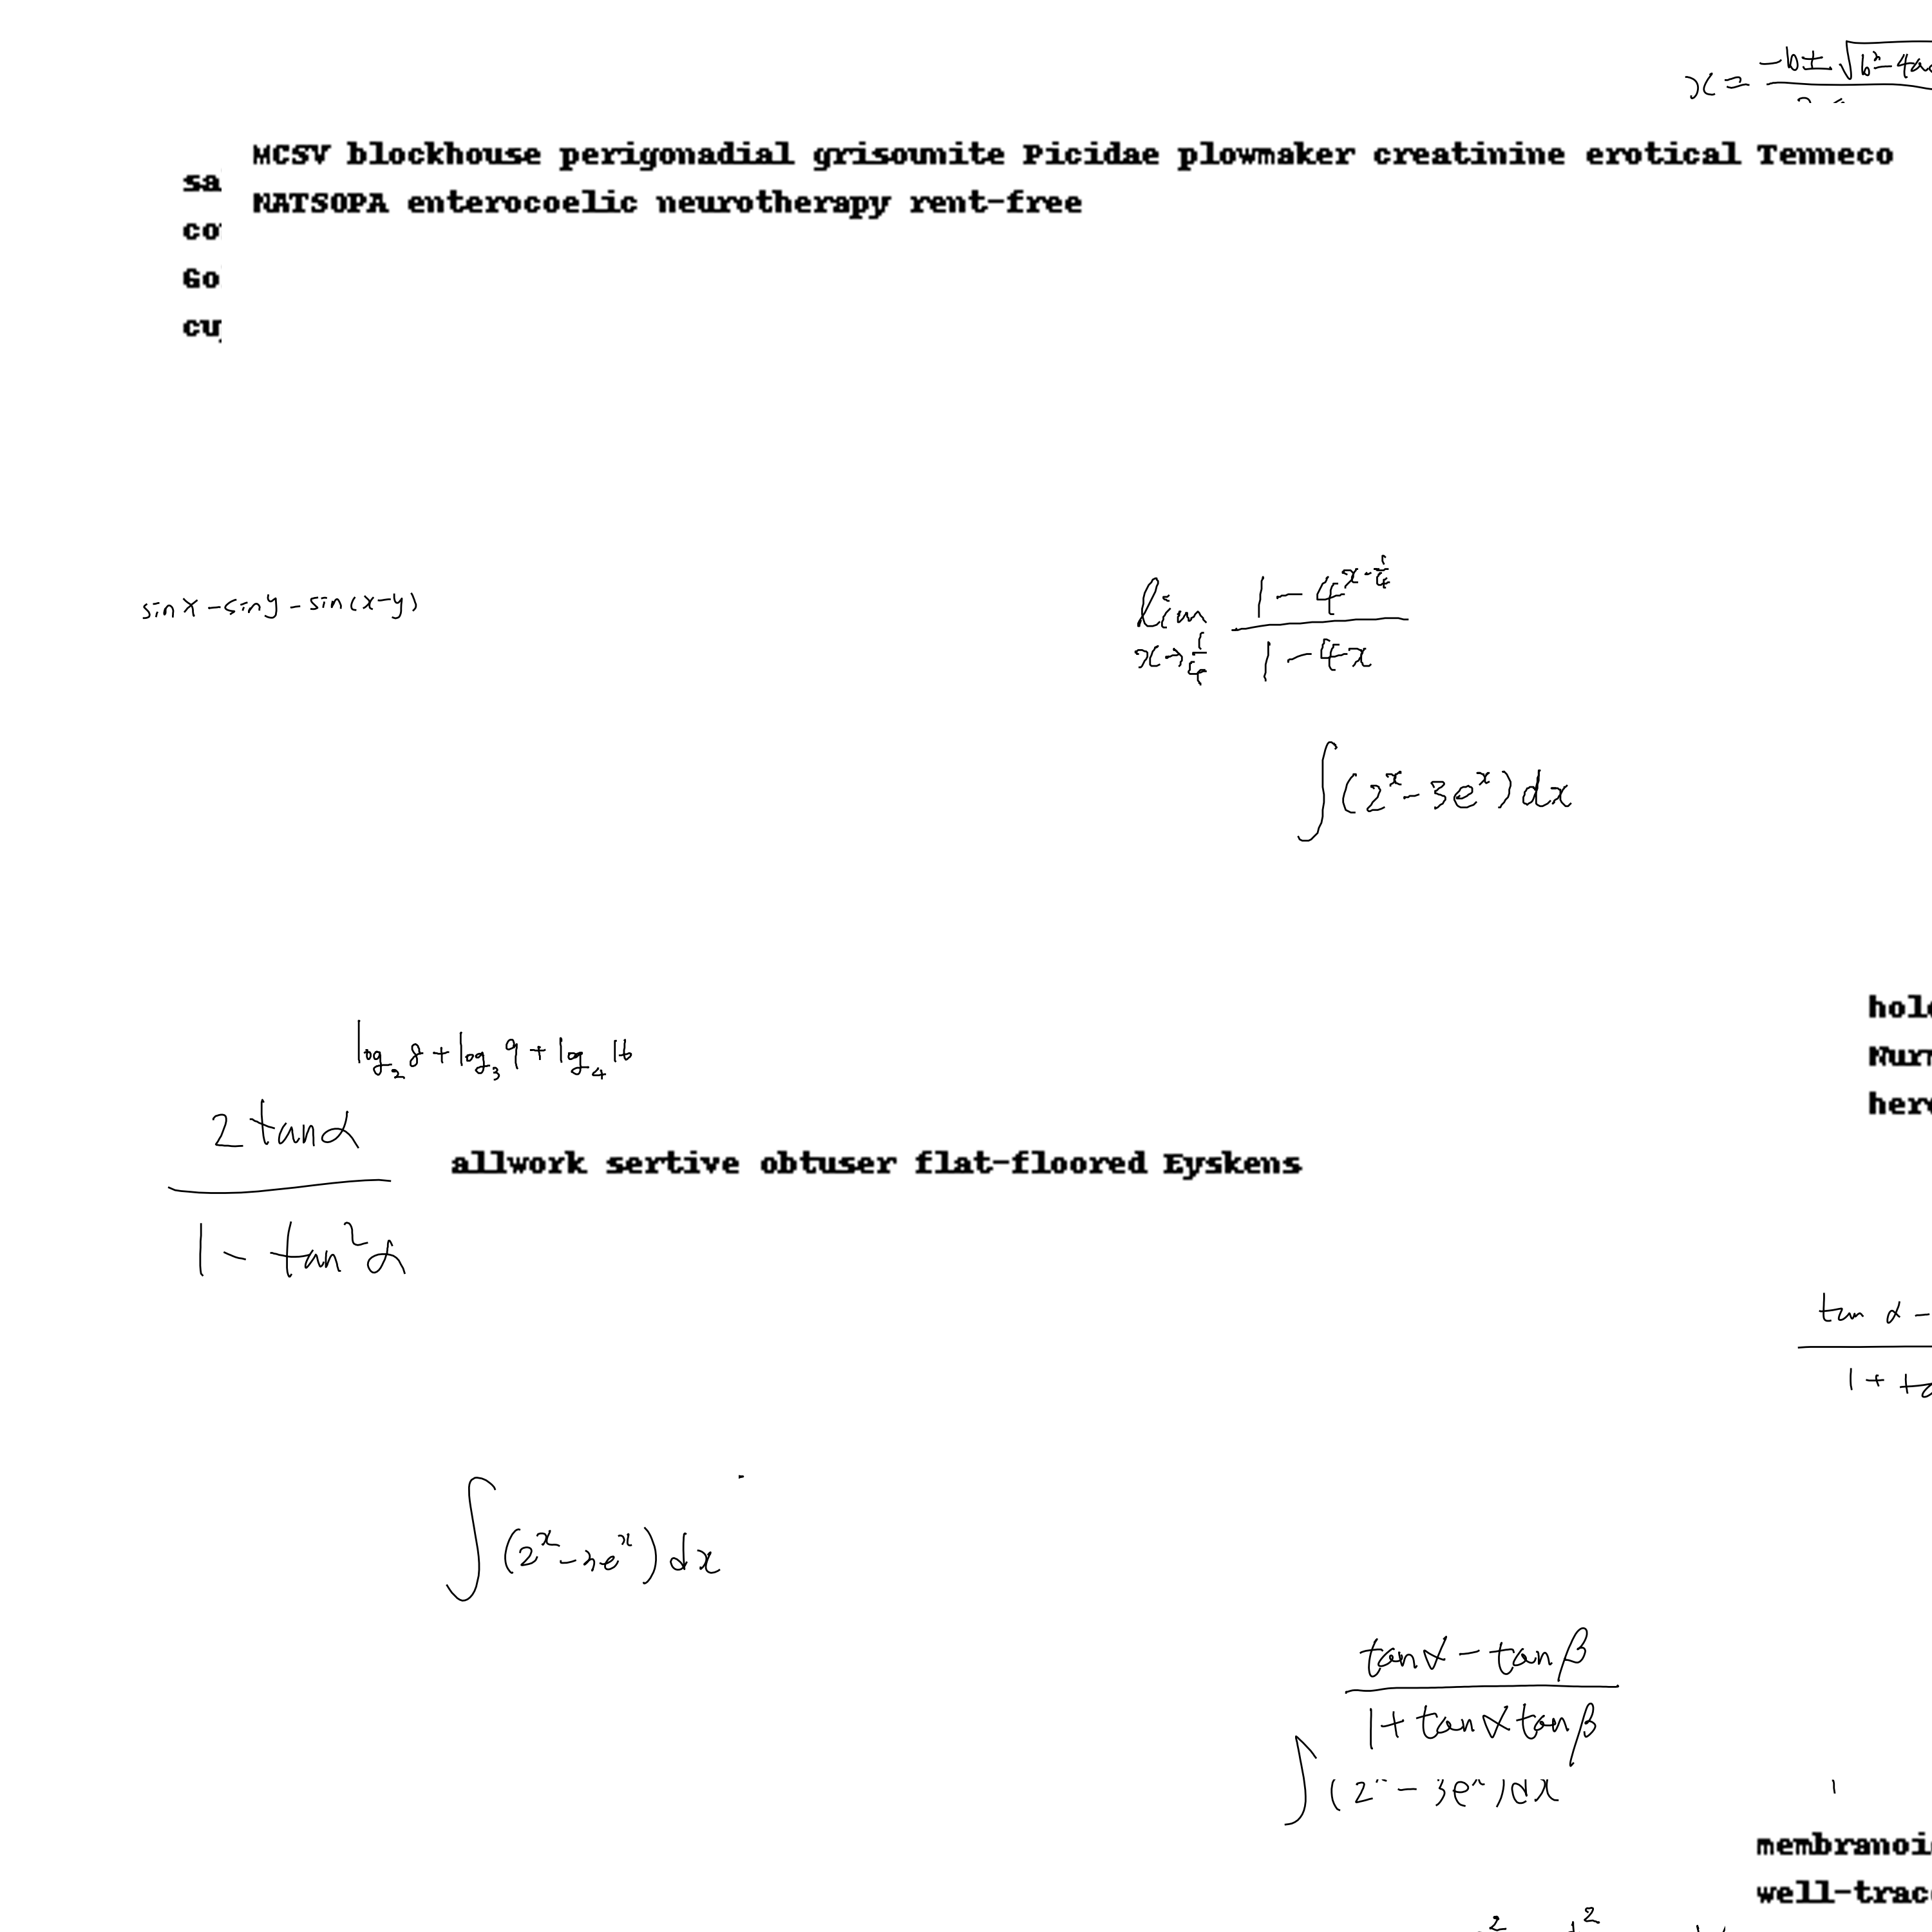 x = \frac{-b \pm \sqrt{b^2 - 4a
MCSV blockhouse perigonadial grisounite Picidae plowmaker creatinine erotical Tenneco
NATSOPA enterocoelic neurotherapy rent-free
sa
co
Go
cu
\lim_{x \to \frac{1}{4}} \frac{1 - 4^{x - \frac{1}{4}}}{1 - 4x}
sin x - sin y - sin(x-y)
\int (2^x - 3e^x) dx
hol
Nur
her
\log_2 8 + \log_3 9 + \log_4 16
\frac{2 \tan \alpha}{1 - \tan^2 \alpha}
allwork sertive obtuser flat-floored Eyskens
\frac{\tan \alpha -}{1 + t
\int (2^x - 3e^x) dx
\frac{\tan \alpha - \tan \beta}{1 + \tan \alpha \tan \beta}
\int (2 - 3e) dx
membranoi
well-trac